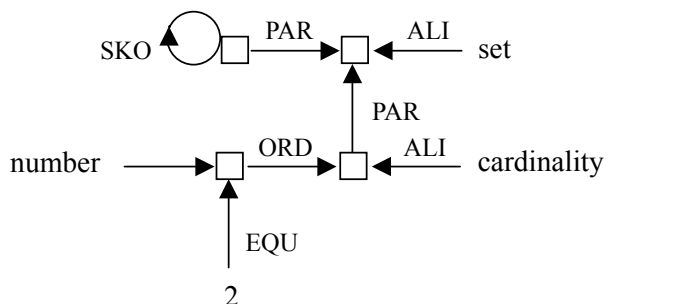 SKO PAR ALI set
PAR
number ORD ALI cardinality
EQU
2